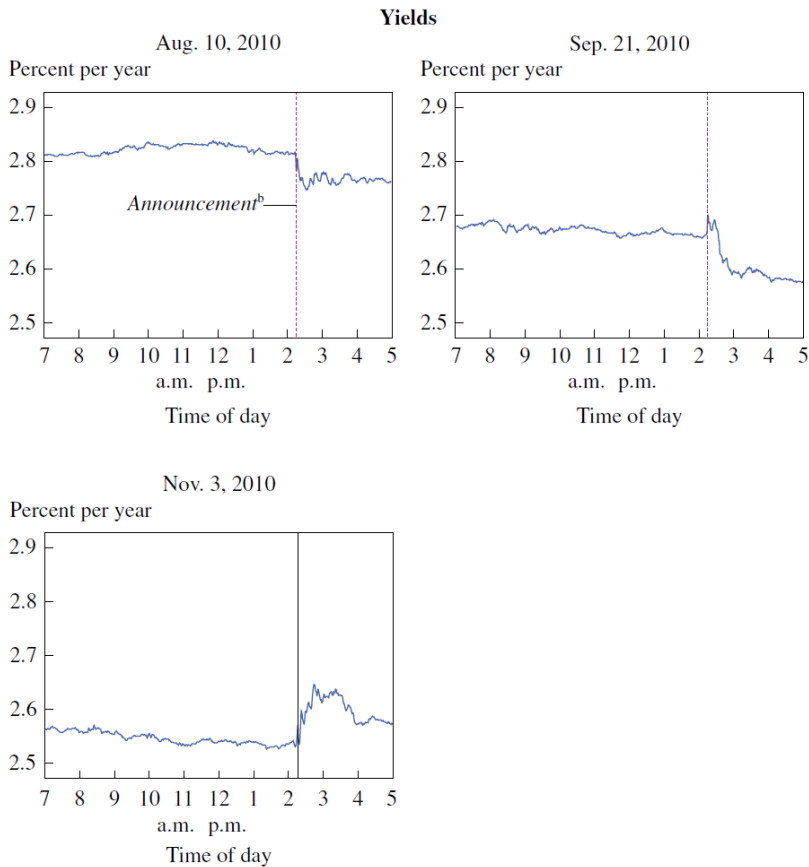 Yields
Aug. 10, 2010
Percent per year
2.9
2.8
2.7
2.6
2.5
Announcementb
7 8 9 10 11 12 1 2 3 4 5
a.m. p.m.
Time of day
Sep. 21, 2010
Percent per year
2.9
2.8
2.7
2.6
2.5
7 8 9 10 11 12 1 2 3 4 5
a.m. p.m.
Time of day
Nov. 3, 2010
Percent per year
2.9
2.8
2.7
2.6
2.5
7 8 9 10 11 12 1 2 3 4 5
a.m. p.m.
Time of day